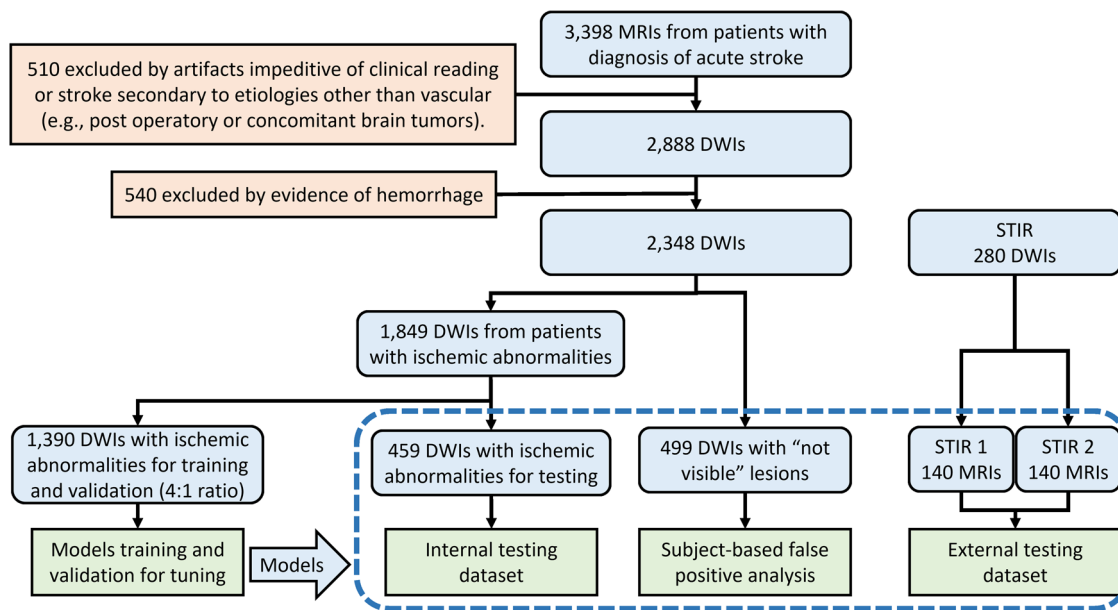 3,398 MRIs from patients with
diagnosis of acute stroke
510 excluded by artifacts impeditive of clinical reading
or stroke secondary to etiologies other than vascular
(e.g., post operatory or concomitant brain tumors).
2,888 DWIs
540 excluded by evidence of hemorrhage
2,348 DWIs
STIR
280 DWIs
1,849 DWIs from patients
with ischemic abnormalities
1,390 DWIs with ischemic
abnormalities for training
and validation (4:1 ratio)
459 DWIs with ischemic
abnormalities for testing
499 DWIs with “not
visible” lesions
STIR 1
140 MRIs
STIR 2
140 MRIs
Models training and
validation for tuning
Models
Internal testing
dataset
Subject-based false
positive analysis
External testing
dataset